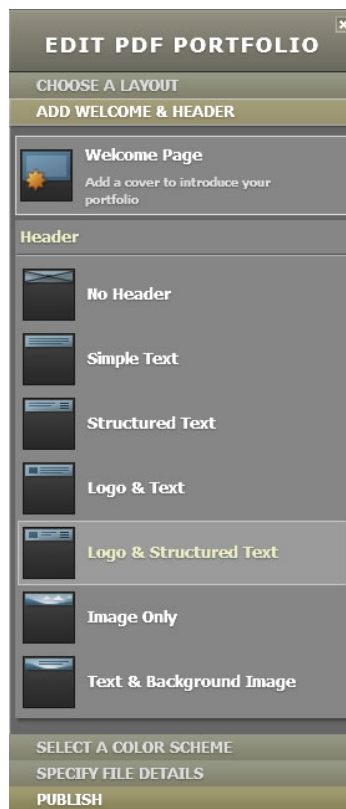 EDIT PDF PORTFOLIO
CHOOSE A LAYOUT
ADD WELCOME & HEADER
Welcome Page
Add a cover to introduce your
portfolio
Header
No Header
Simple Text
Structured Text
Logo & Text
Logo & Structured Text
Image Only
Text & Background Image
SELECT A COLOR SCHEME
SPECIFY FILE DETAILS
PUBLISH